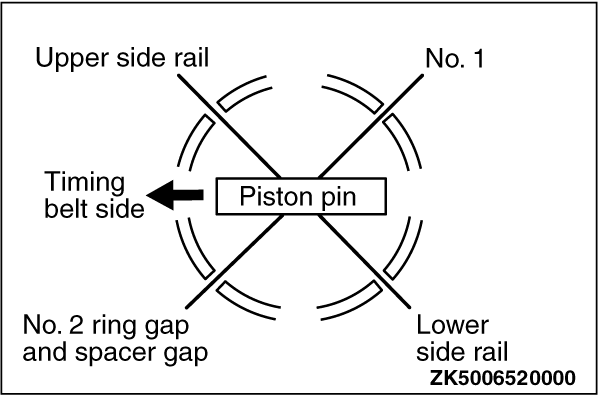 Upper side rail
No. 1
Timing
belt side
Piston pin
No. 2 ring gap
and spacer gap
Lower
side rail
ZK5006520000